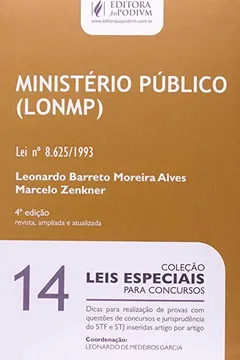 EDITORA
JusPODIVM
www.editorajuspodivm.com.br
MINISTÉRIO PÚBLICO
(LONMP)
Lei nº 8.625/1993
Leonardo Barreto Moreira Alves
Marcelo Zenkner
4ª edição
revista, ampliada e atualizada
14
COLEÇÃO
LEIS ESPECIAIS
PARA CONCURSOS
Dicas para realização de provas com
questões de concursos e jurisprudência
do STF e STJ inseridas artigo por artigo
Coordenação:
LEONARDO DE MEDEIROS GARCIA